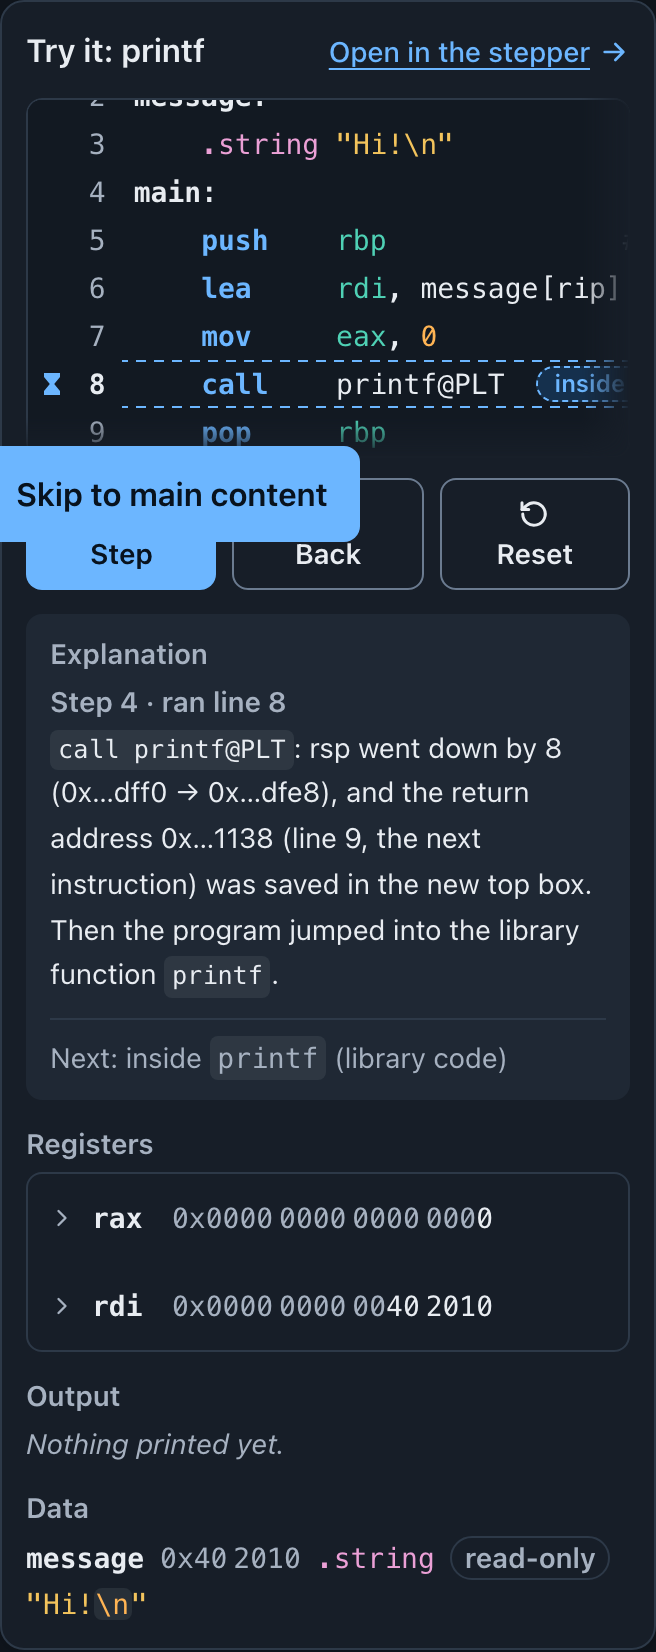 Try it: printf
Open in the stepper →
2 message:
3 .string "Hi!\n"
4 main:
5 push rbp
6 lea rdi, message[rip]
7 mov eax, 0
8 call printf@PLT inside
9 pop rbp
Skip to main content
Step
Back
Reset
Explanation
Step 4 · ran line 8
call printf@PLT: rsp went down by 8
(0x…dff0 → 0x…dfe8), and the return
address 0x…1138 (line 9, the next
instruction) was saved in the new top box.
Then the program jumped into the library
function printf.
Next: inside printf (library code)
Registers
rax 0x0000 0000 0000 0000
rdi 0x0000 0000 0040 2010
Output
Nothing printed yet.
Data
message 0x40 2010 .string read-only
"Hi!\n"